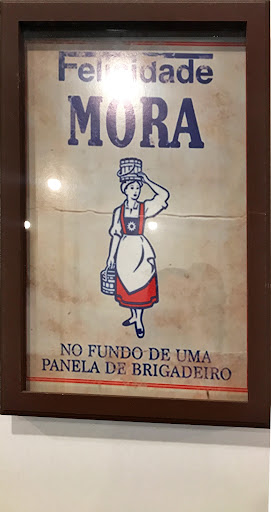 Felicidade
MORA
NO FUNDO DE UMA
PANELA DE BRIGADEIRO